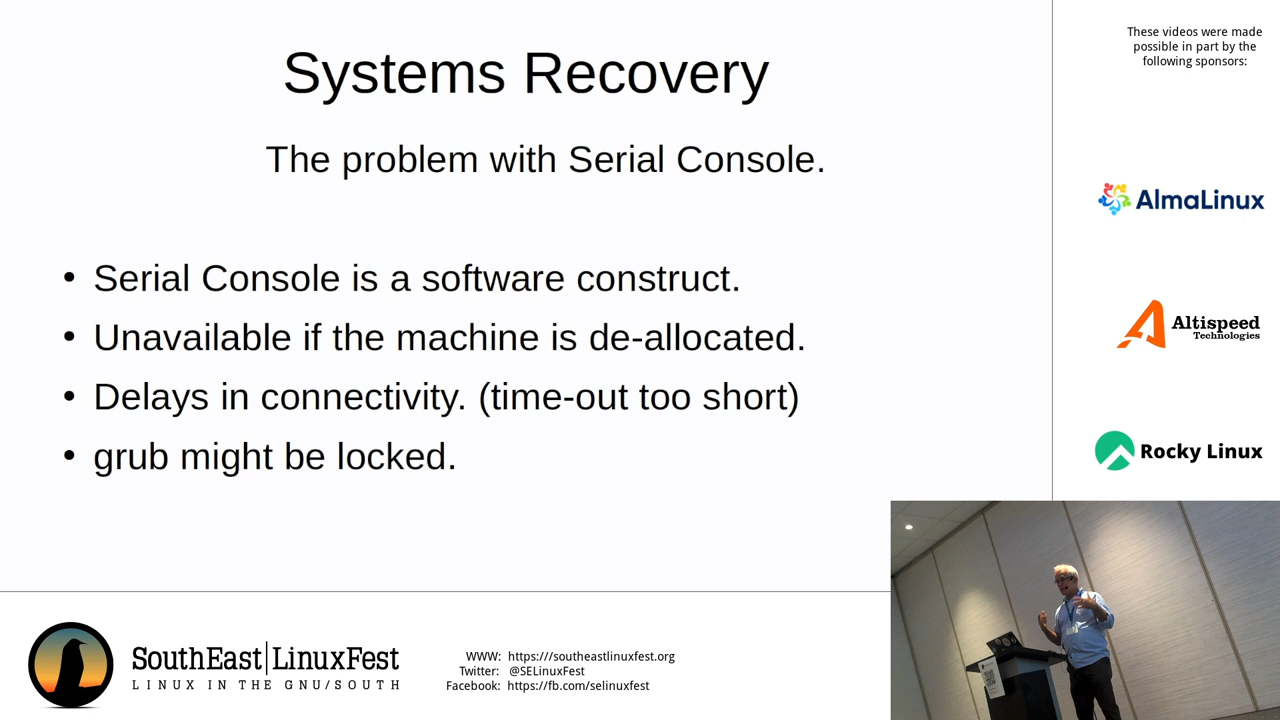 Systems Recovery
The problem with Serial Console.
• Serial Console is a software construct.
• Unavailable if the machine is de-allocated.
• Delays in connectivity. (time-out too short)
• grub might be locked.
These videos were made
possible in part by the
following sponsors:
AlmaLinux
Altispeed
Technologies
Rocky Linux
SouthEast|LinuxFest
LINUX IN THE GNU/SOUTH
WWW: https:///southeastlinuxfest.org
Twitter: @SELinuxFest
Facebook: https://fb.com/selinuxfest